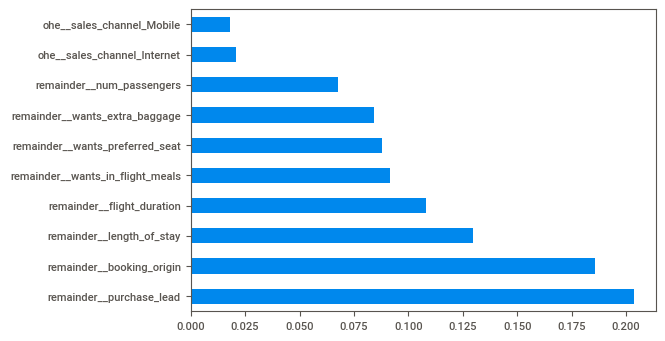 ohe__sales_channel_Mobile
ohe__sales_channel_Internet
remainder__num_passengers
remainder__wants_extra_baggage
remainder__wants_preferred_seat
remainder__wants_in_flight_meals
remainder__flight_duration
remainder__length_of_stay
remainder__booking_origin
remainder__purchase_lead
0.000 0.025 0.050 0.075 0.100 0.125 0.150 0.175 0.200